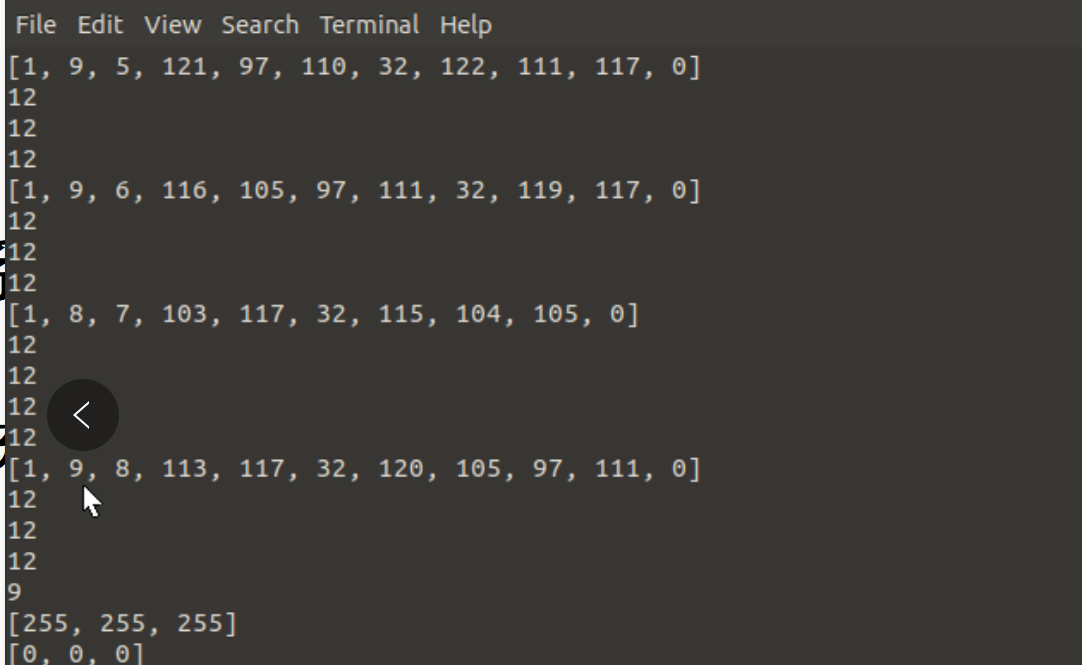 File Edit View Search Terminal Help
[1, 9, 5, 121, 97, 110, 32, 122, 111, 117, 0]
12
12
12
[1, 9, 6, 116, 105, 97, 111, 32, 119, 117, 0]
12
12
12
[1, 8, 7, 103, 117, 32, 115, 104, 105, 0]
12
12
12
12
[1, 9, 8, 113, 117, 32, 120, 105, 97, 111, 0]
12
12
12
9
[255, 255, 255]
[0, 0, 0]